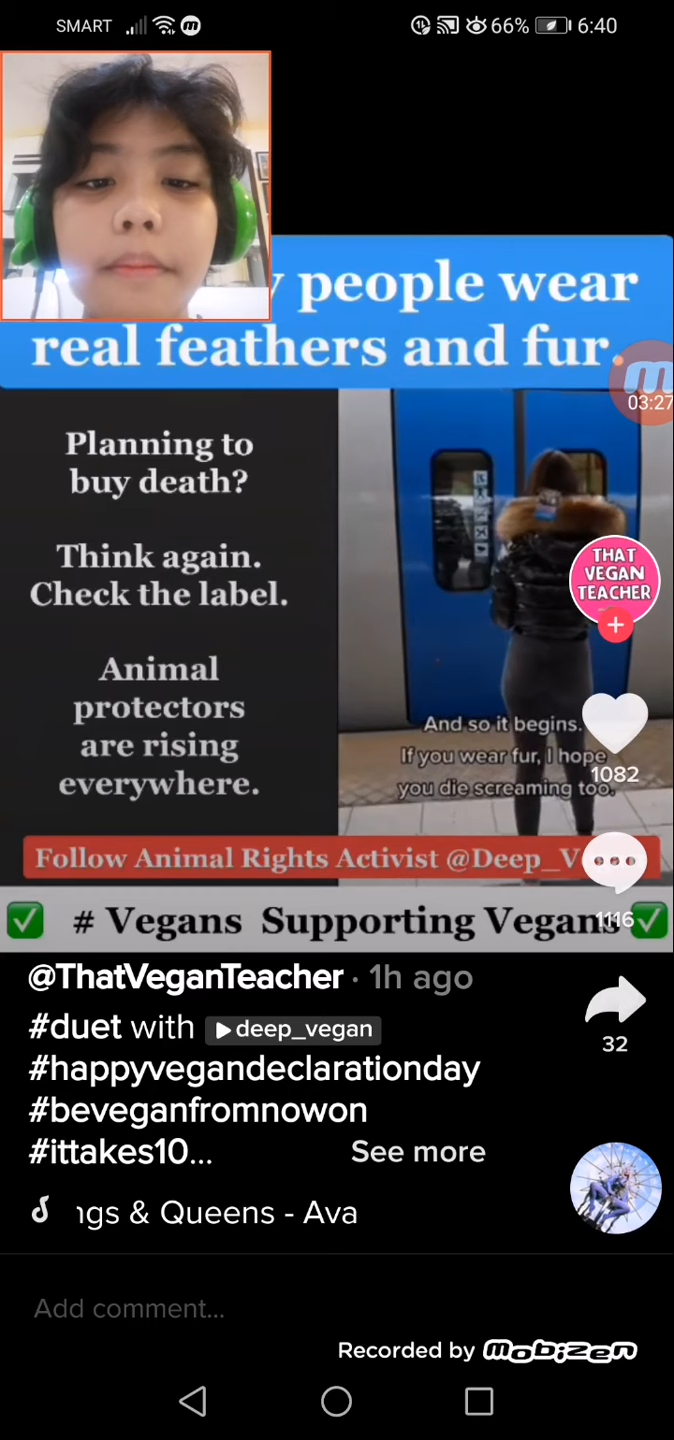 SMART
66% 6:40
people wear
real feathers and fur.
03:27
Planning to
buy death?
Think again.
Check the label.
Animal
protectors
are rising
everywhere.
THAT
VEGAN
TEACHER
And so it begins.
If you wear fur, I hope
you die screaming too.
1082
Follow Animal Rights Activist @Deep_V
# Vegans Supporting Vegans
1116
@ThatVeganTeacher · 1h ago
#duet with deep_vegan
#happyvegandeclarationday
#beveganfromnowon
#ittakes10... See more
32
ngs & Queens - Ava
Add comment...
Recorded by mobizen